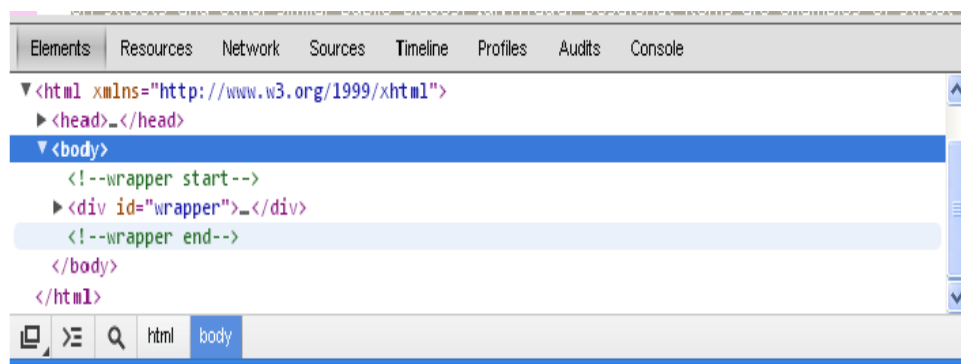 Elements Resources Network Sources Timeline Profiles Audits Console
▼<html xmlns="http://www.w3.org/1999/xhtml">
▶<head>…</head>
▼<body>
<!--wrapper start-->
▶<div id="wrapper">…</div>
<!--wrapper end-->
</body>
</html>
html body